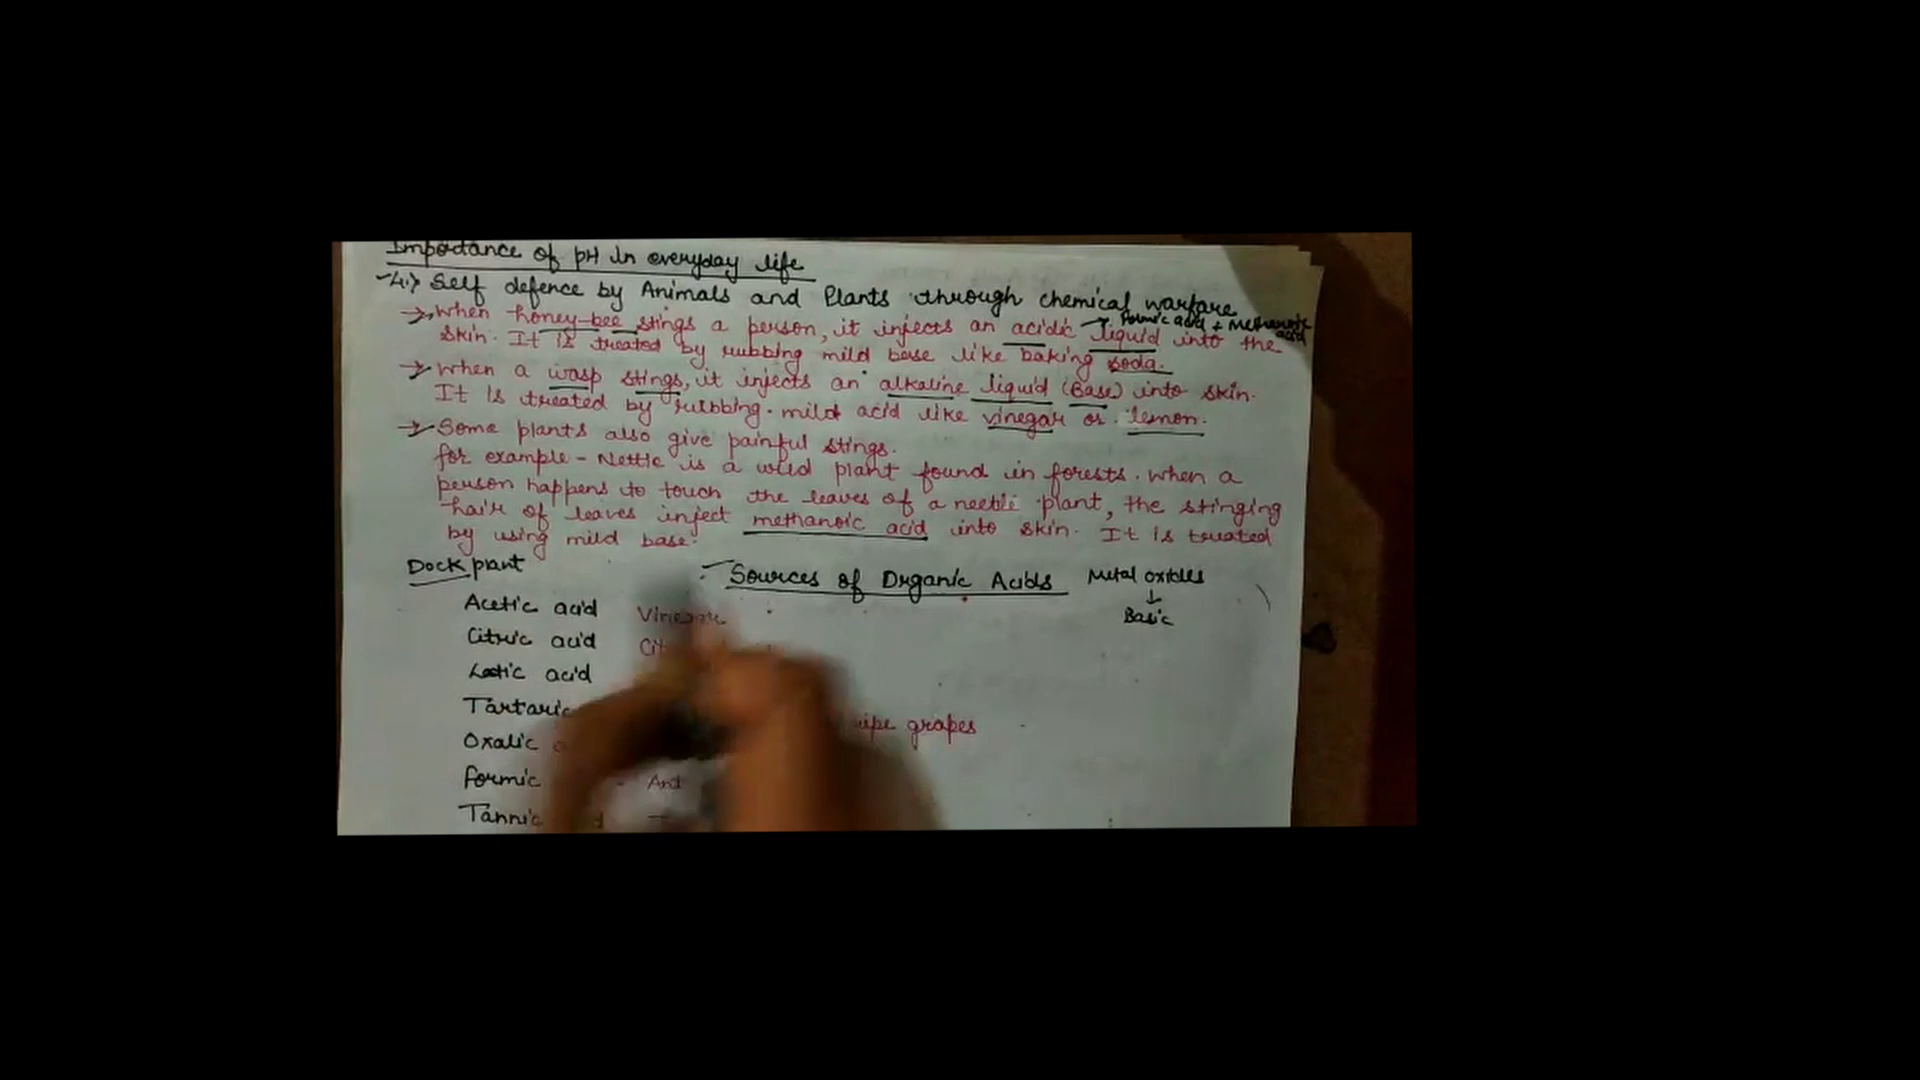 Importance of pH in everyday life
4.) Self defence by Animals and Plants through chemical warfare
→ When honey-bee stings a person, it injects an acidic liquid into the
→ Formic acid + Methanoic acid
skin. It is treated by rubbing mild base like baking soda.
→ When a wasp stings, it injects an alkaline liquid (Base) into skin.
It is treated by rubbing mild acid like vinegar or lemon.
→ Some plants also give painful stings.
for example - Nettle is a wild plant found in forests. When a
person happens to touch the leaves of a neetle plant, the stinging
hair of leaves inject methanoic acid into skin. It is treated
by using mild base.
Dock plant
Sources of Organic Acids
Metal oxides
↓
Basic
Acetic acid Vinegar
Citric acid
Lactic acid
Tartaric
ripe grapes
Oxalic
Formic - Ant
Tannic